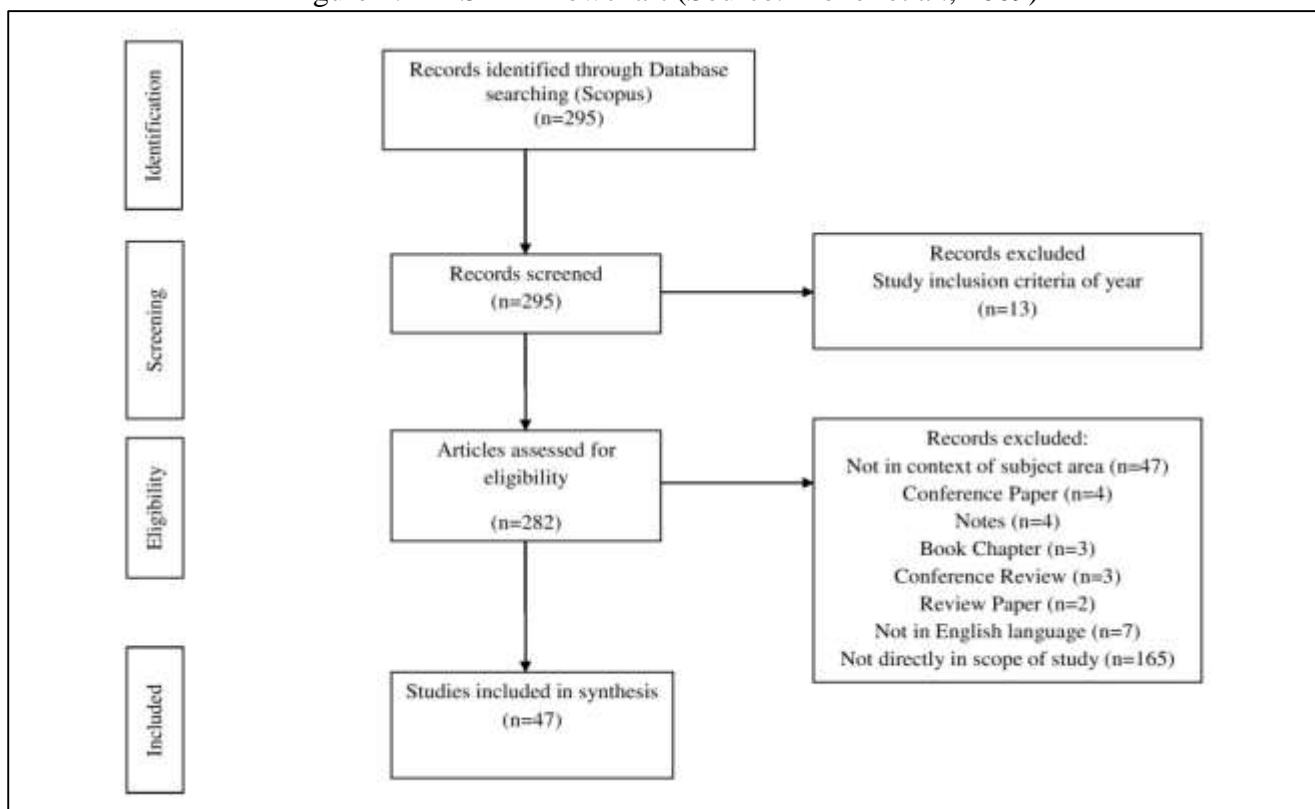 Identification
Records identified through Database
searching (Scopus)
(n=295)
Screening
Records screened
(n=295)
Records excluded
Study inclusion criteria of year
(n=13)
Eligibility
Articles assessed for
eligibility
(n=282)
Records excluded:
Not in context of subject area (n=47)
Conference Paper (n=4)
Notes (n=4)
Book Chapter (n=3)
Conference Review (n=3)
Review Paper (n=2)
Not in English language (n=7)
Not directly in scope of study (n=165)
Included
Studies included in synthesis
(n=47)